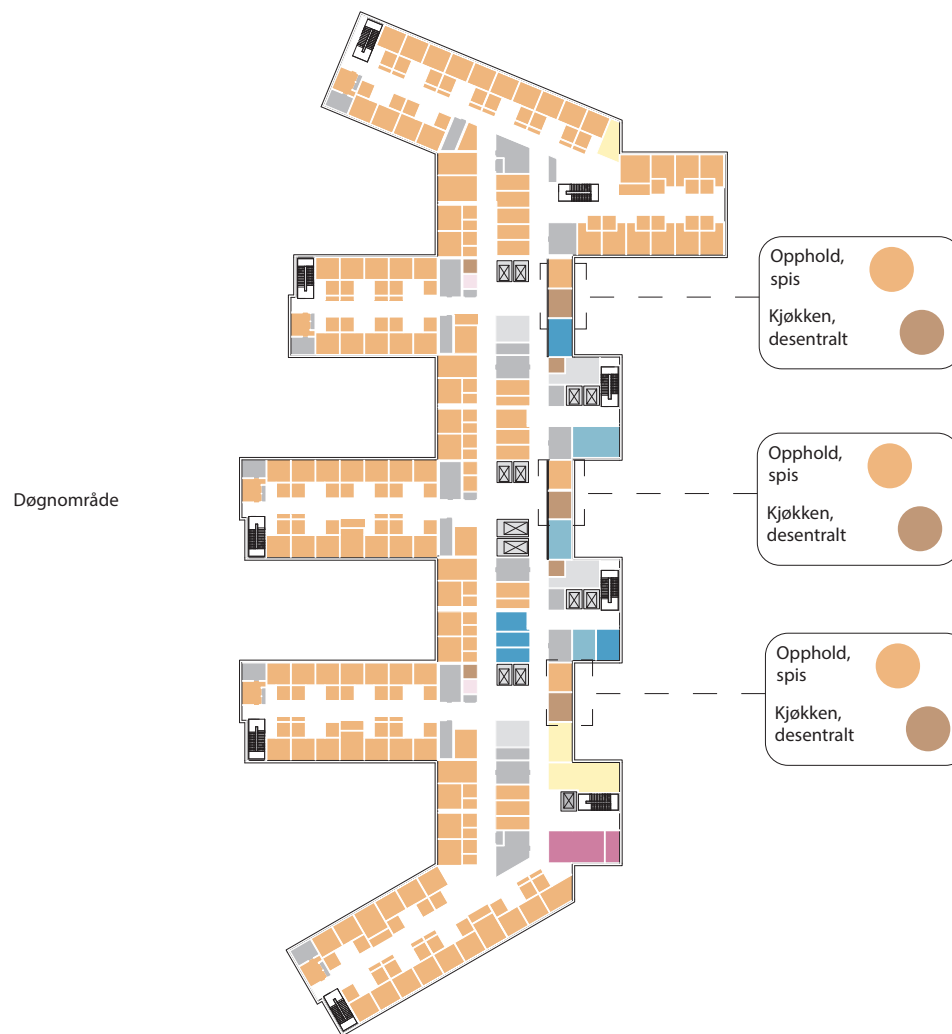 Opphold,
spis
Kjøkken,
desentralt
Døgnområde
Opphold,
spis
Kjøkken,
desentralt
Opphold,
spis
Kjøkken,
desentralt